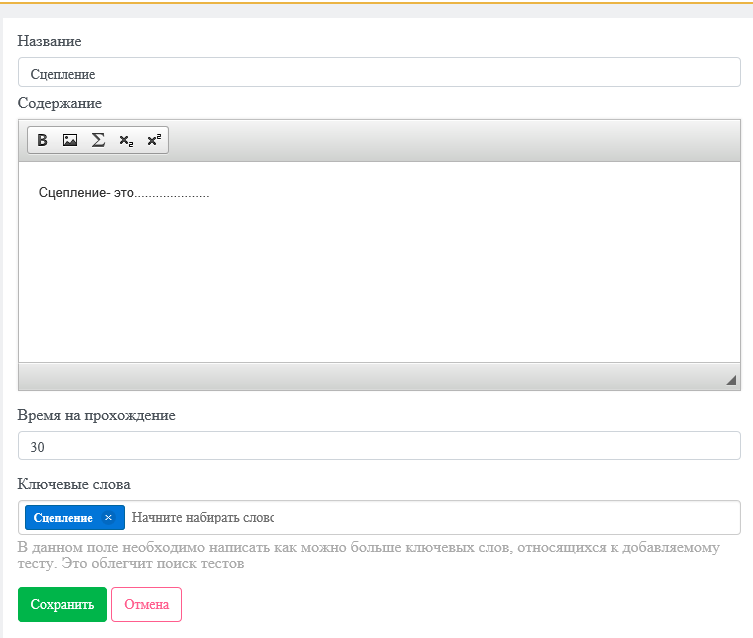 Название
Сцепление
Содержание
B Σ x₂ x²
Сцепление- это.....................
Время на прохождение
30
Ключевые слова
Сцепление × Начните набирать слово
В данном поле необходимо написать как можно больше ключевых слов, относящихся к добавляемому
тесту. Это облегчит поиск тестов
Сохранить Отмена